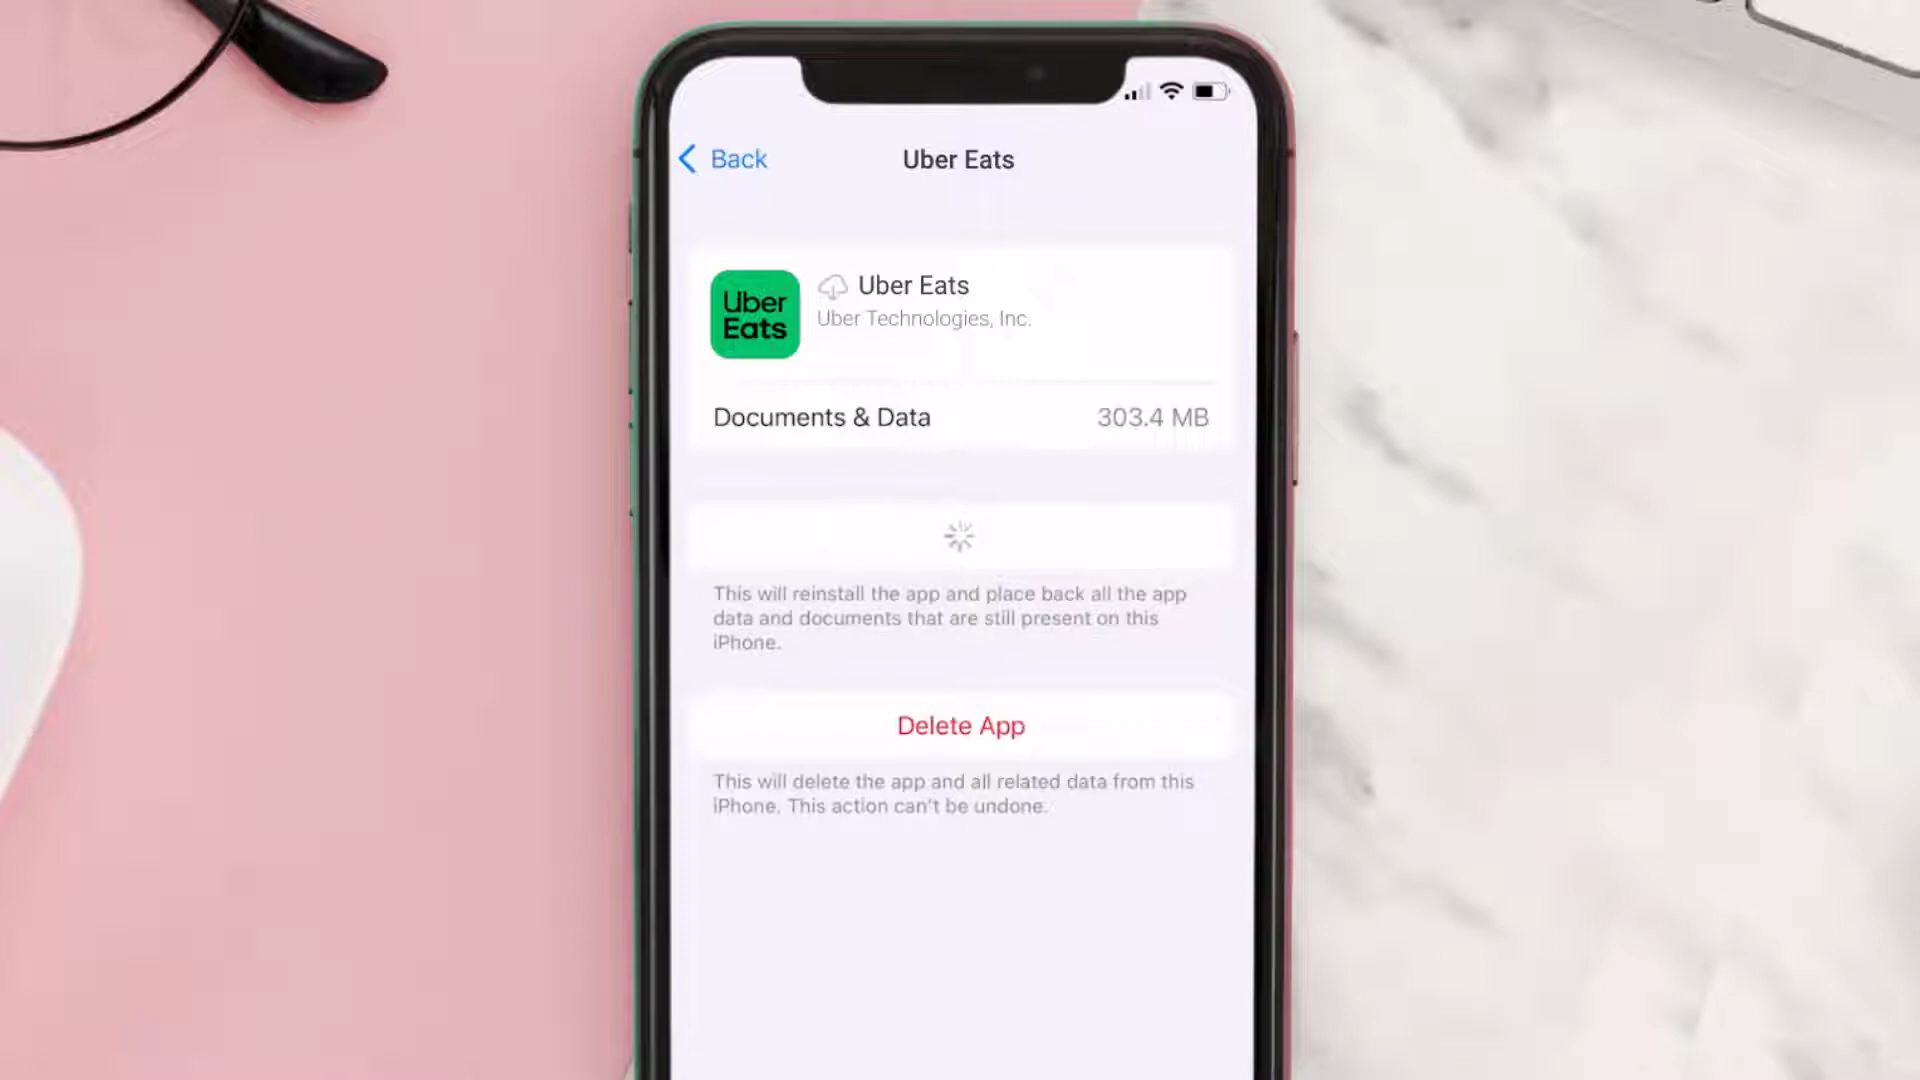 Back
Uber Eats
Uber
Eats
Uber Eats
Uber Technologies, Inc.
Documents & Data
303.4 MB
This will reinstall the app and place back all the app
data and documents that are still present on this
iPhone.
Delete App
This will delete the app and all related data from this
iPhone. This action can't be undone.